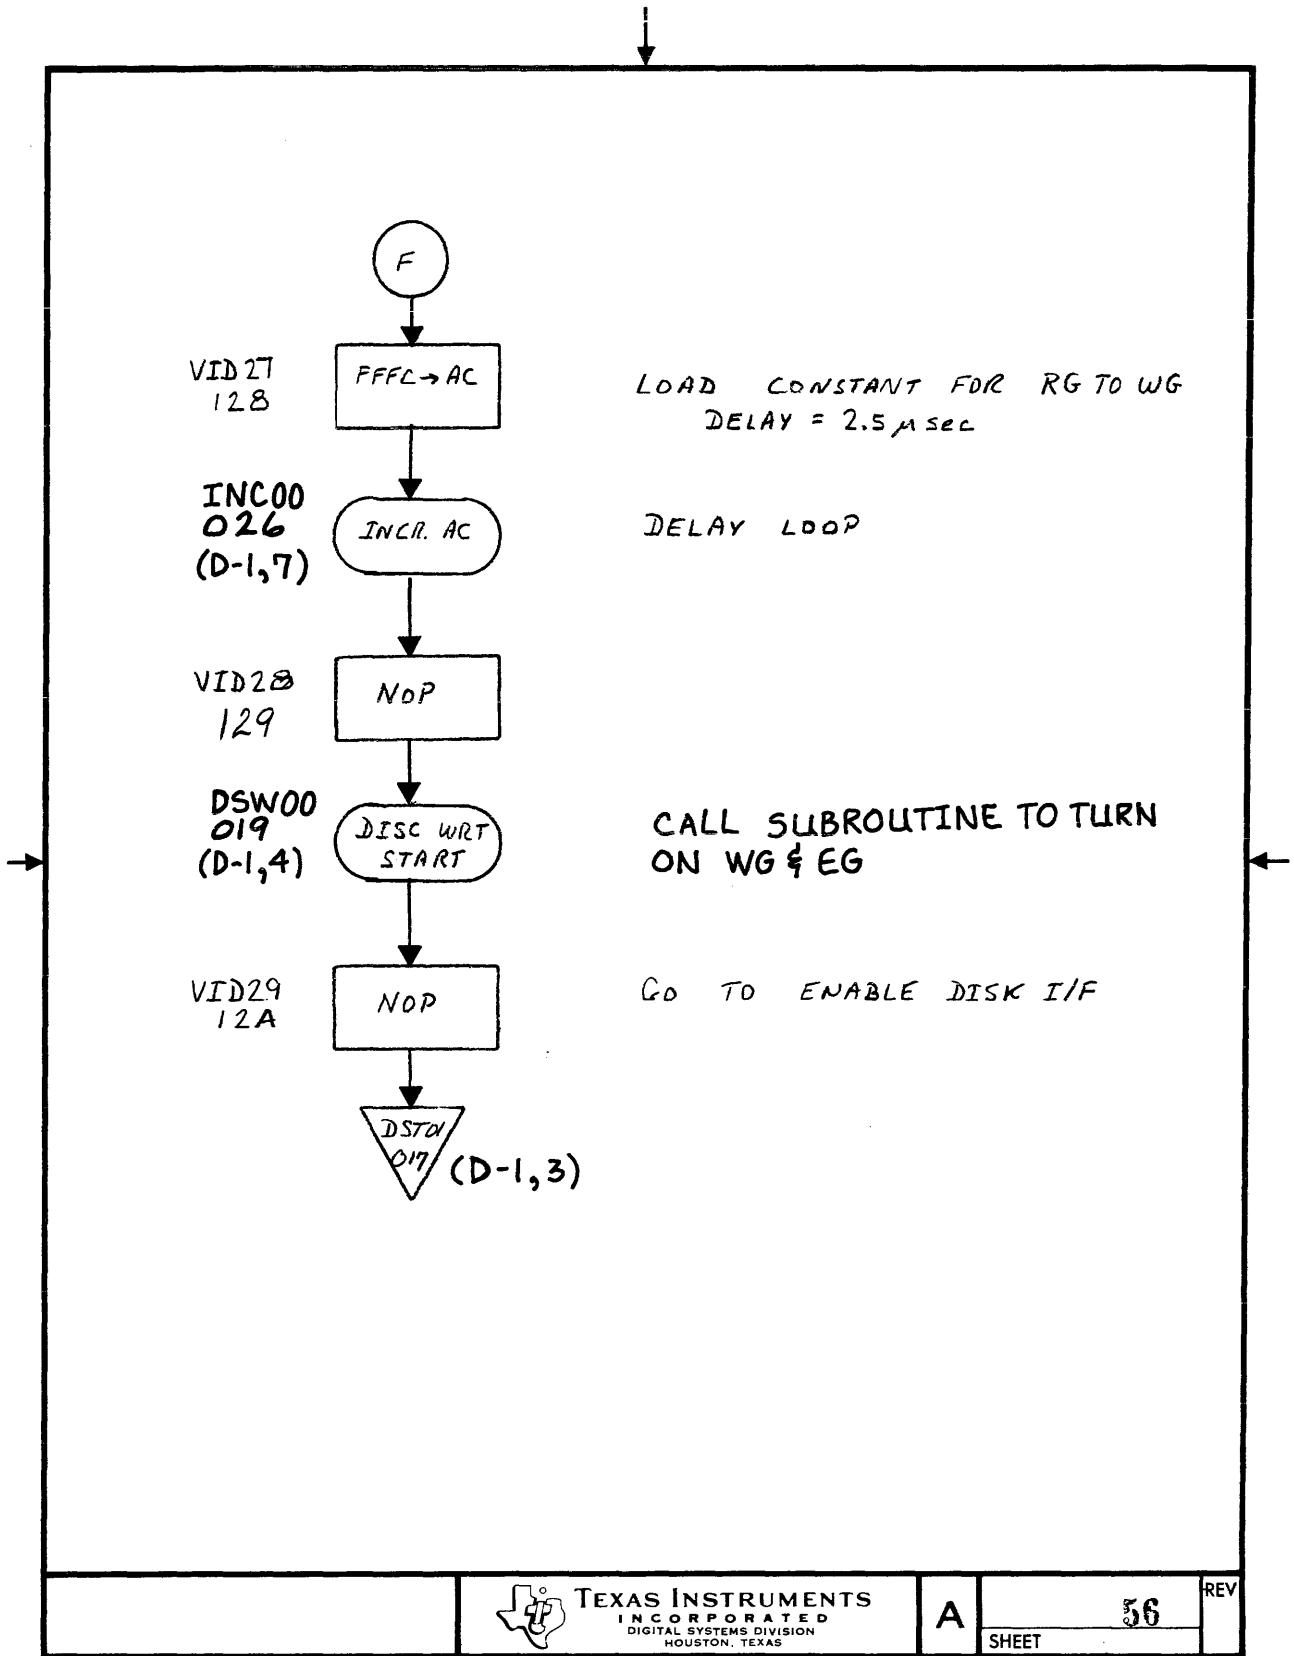 F
VID27
128
FFFC→AC
LOAD CONSTANT FOR RG TO WG
DELAY = 2.5 μsec
INC00
026
(D-1,7)
INCR. AC
DELAY LOOP
VID28
129
NOP
DSW00
019
(D-1,4)
DISC WRT
START
CALL SUBROUTINE TO TURN
ON WG & EG
VID29
12A
NOP
GO TO ENABLE DISK I/F
DST01
017
(D-1,3)
TEXAS INSTRUMENTS
INCORPORATED
DIGITAL SYSTEMS DIVISION
HOUSTON, TEXAS
A
56
SHEET
REV